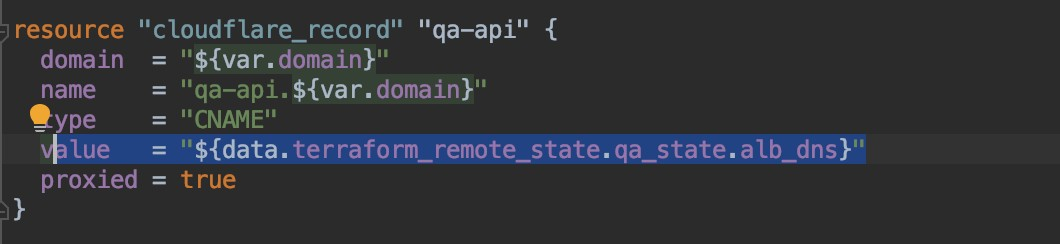 resource "cloudflare_record" "qa-api" {
  domain  = "${var.domain}"
  name    = "qa-api.${var.domain}"
  type    = "CNAME"
  value   = "${data.terraform_remote_state.qa_state.alb_dns}"
  proxied = true
}